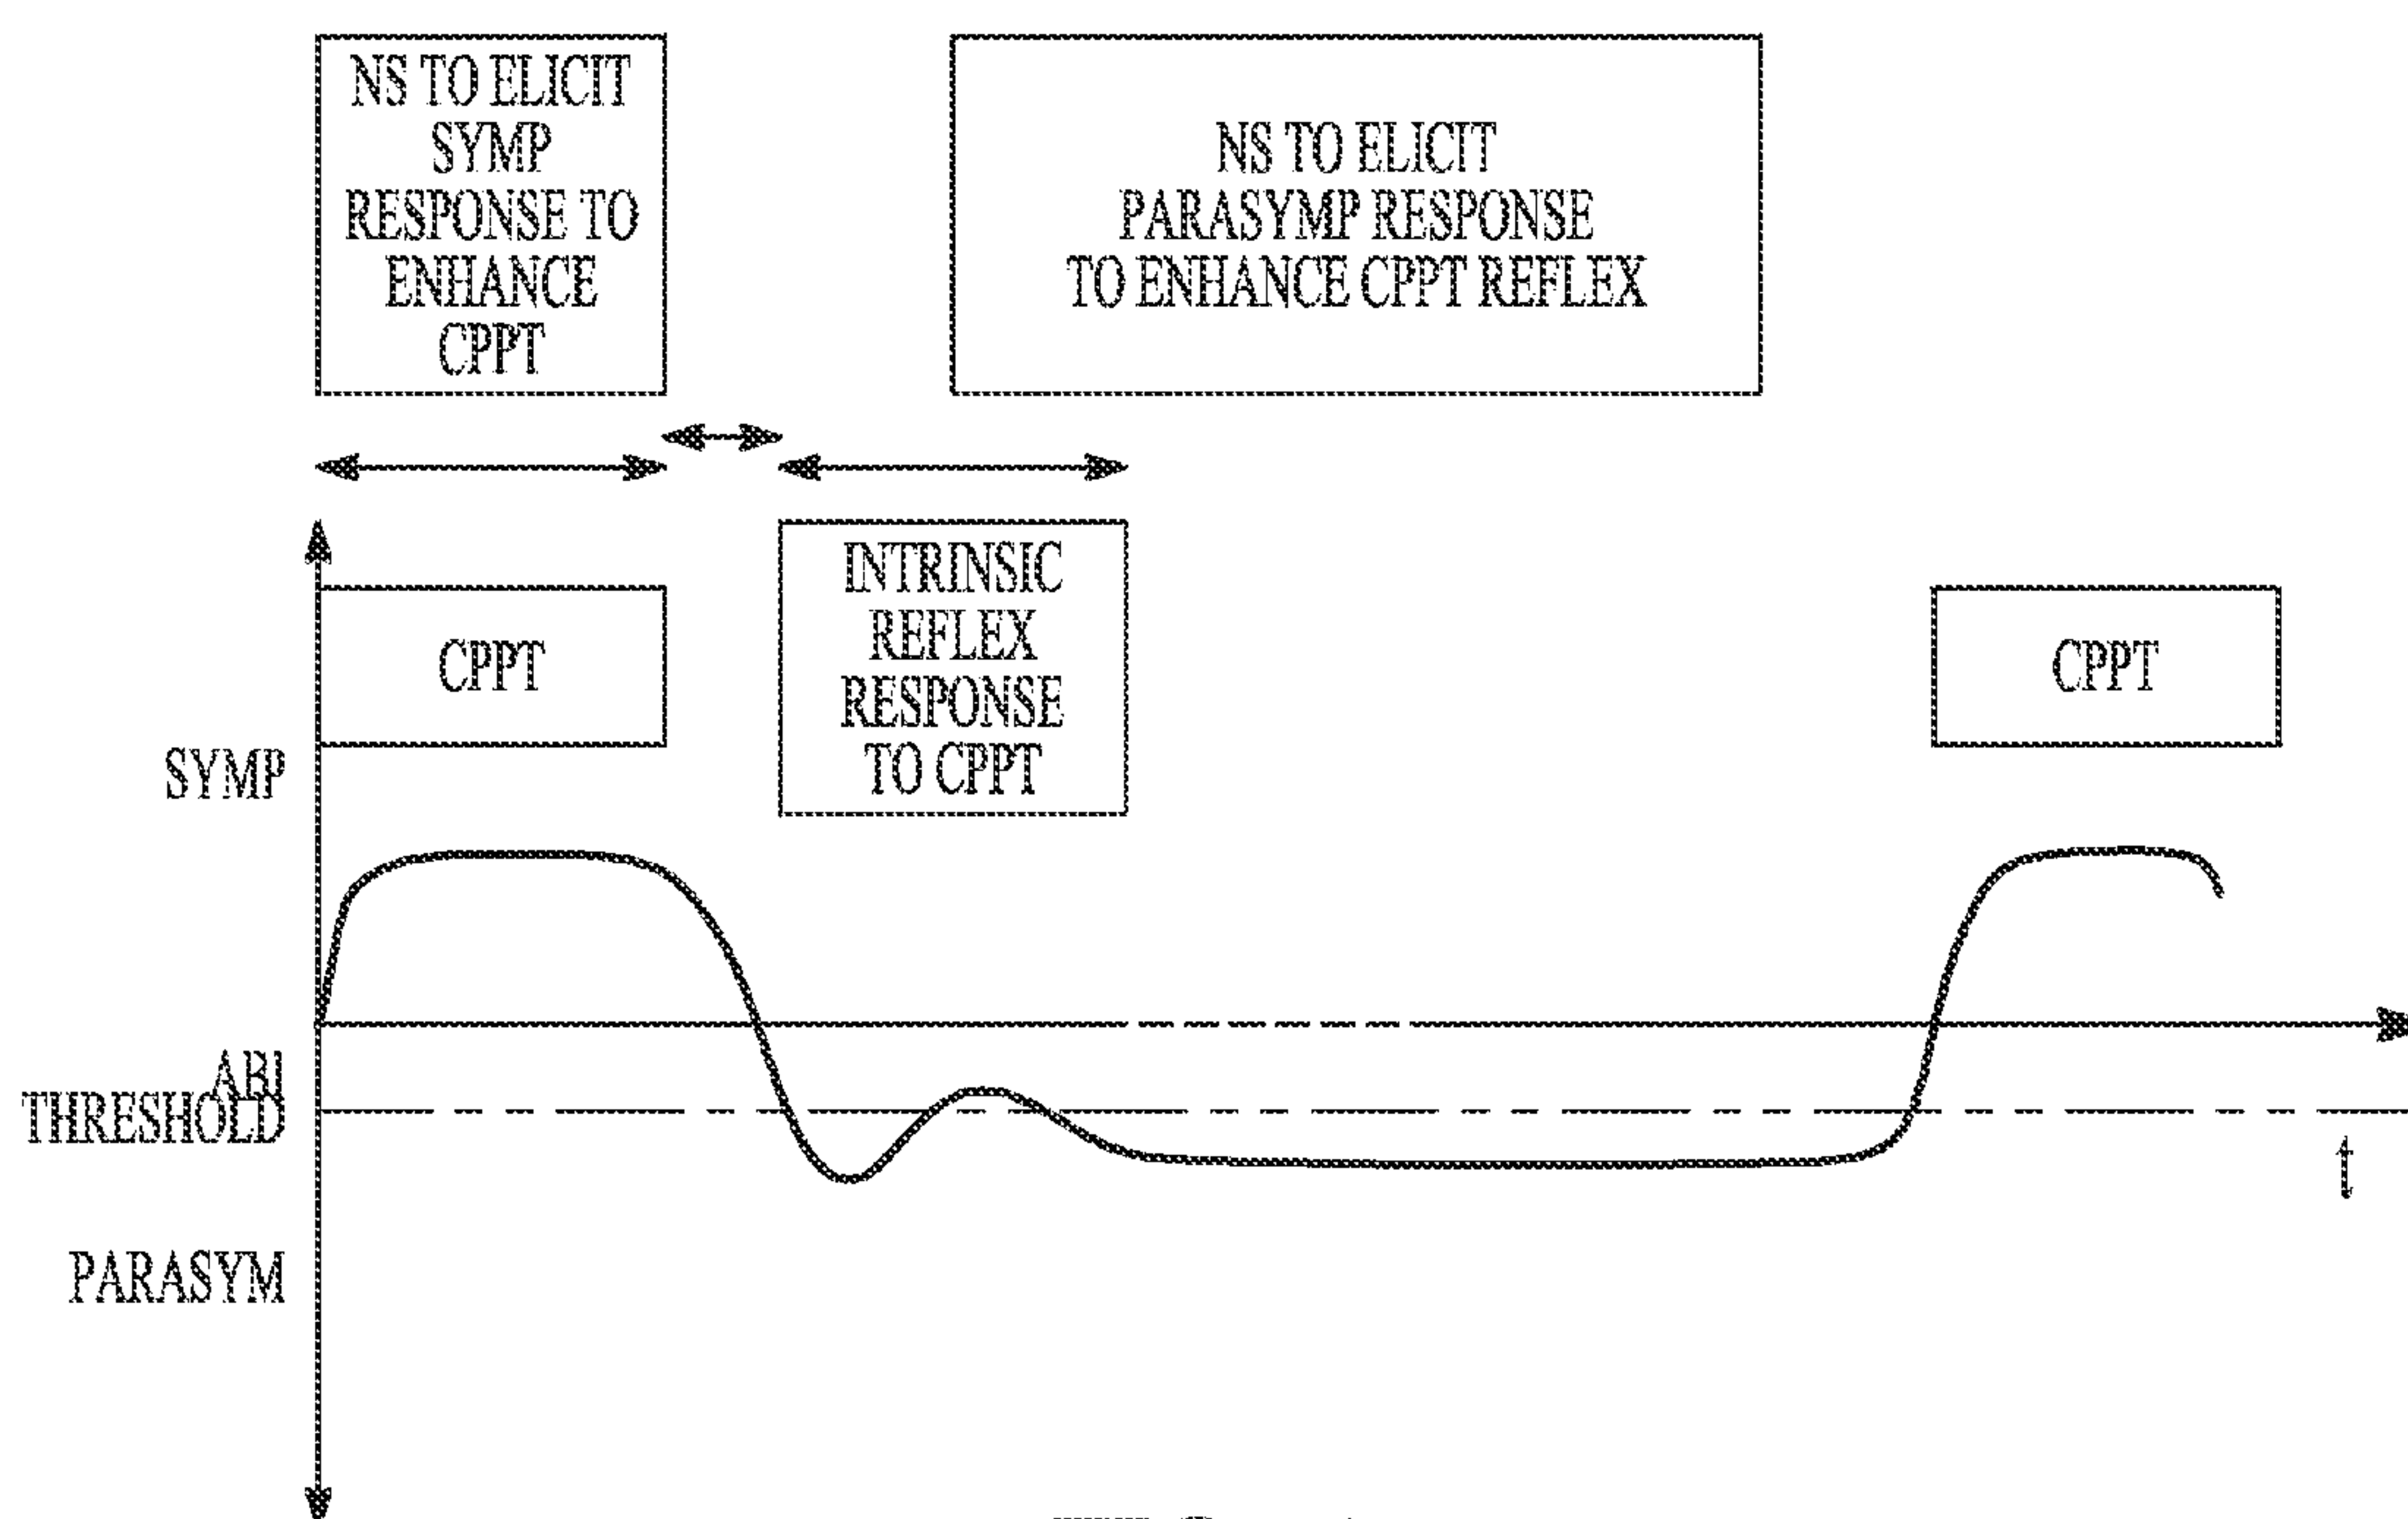 NS TO ELICIT
SYMP
RESPONSE TO
ENHANCE
CPPT
NS TO ELICIT
PARASYMP RESPONSE
TO ENHANCE CPPT REFLEX
CPPT
INTRINSIC
REFLEX
RESPONSE
TO CPPT
CPPT
SYMP
ABI
THRESHOLD
t
PARASYM